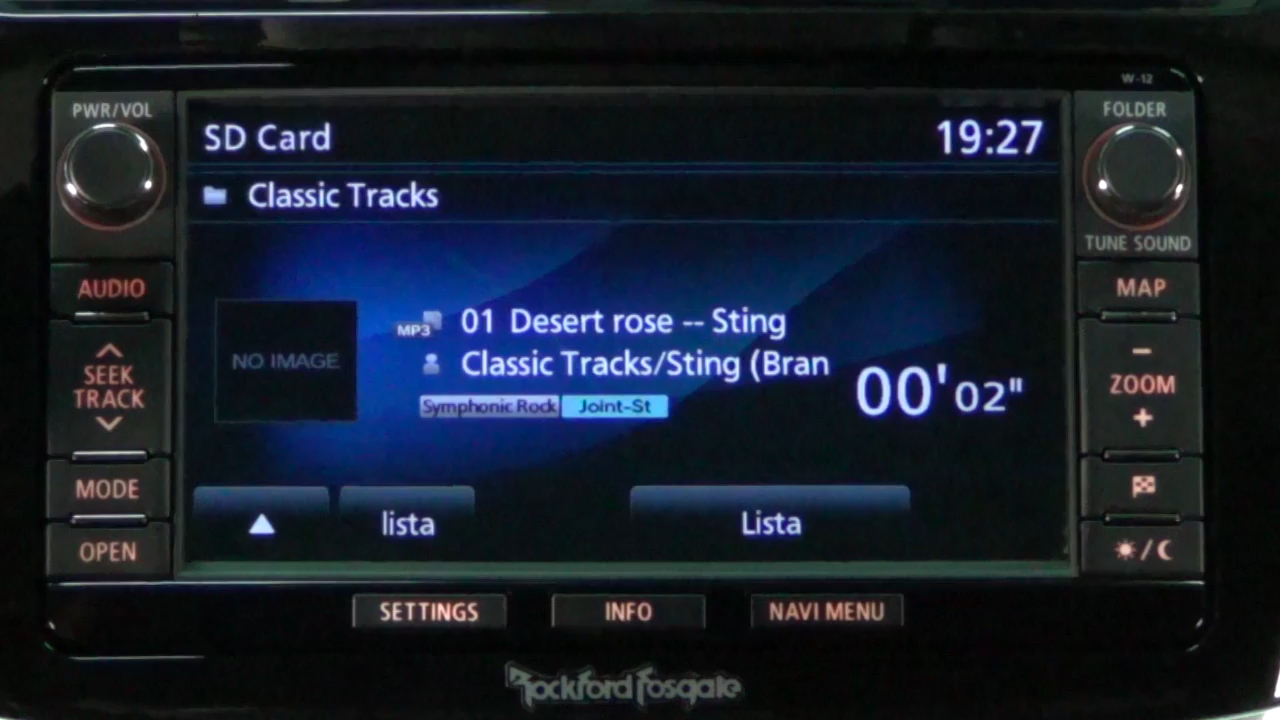 W-12
PWR/VOL
FOLDER
SD Card
19:27
Classic Tracks
TUNE SOUND
AUDIO
MAP
MP3
01 Desert rose -- Sting
NO IMAGE
Classic Tracks/Sting (Bran
SEEK
TRACK
00'02"
−
ZOOM
+
Symphonic Rock
Joint-St
MODE
lista
Lista
OPEN
SETTINGS
INFO
NAVI MENU
Rockford Fosgate